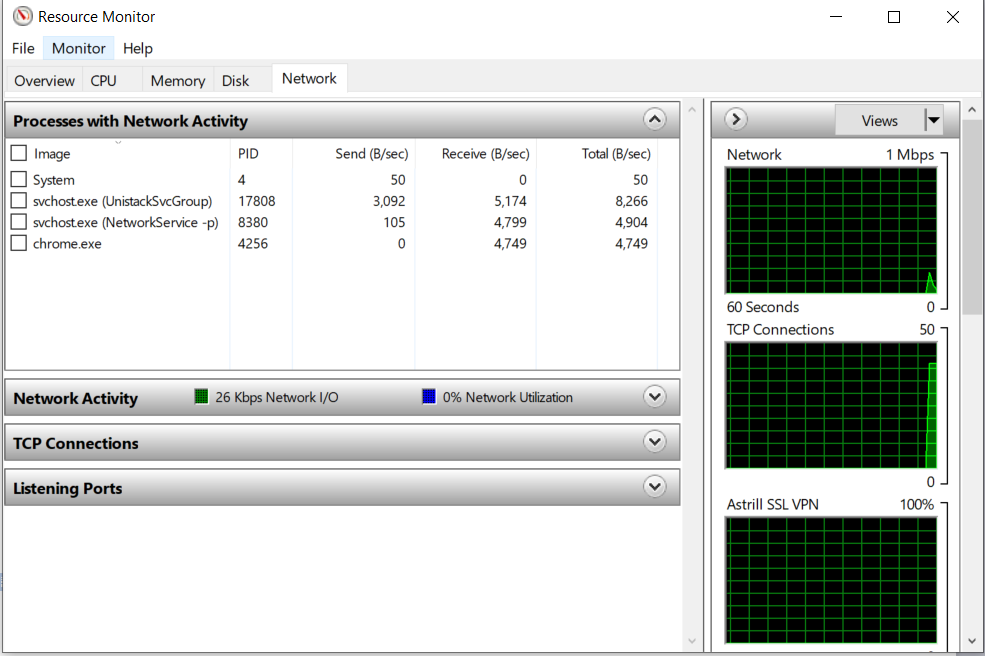 Resource Monitor
File Monitor Help
Overview CPU Memory Disk Network
Processes with Network Activity
Image PID Send (B/sec) Receive (B/sec) Total (B/sec)
System 4 50 0 50
svchost.exe (UnistackSvcGroup) 17808 3,092 5,174 8,266
svchost.exe (NetworkService -p) 8380 105 4,799 4,904
chrome.exe 4256 0 4,749 4,749
Network Activity 26 Kbps Network I/O 0% Network Utilization
TCP Connections
Listening Ports
Views
Network 1 Mbps
60 Seconds 0
TCP Connections 50
0
Astrill SSL VPN 100%